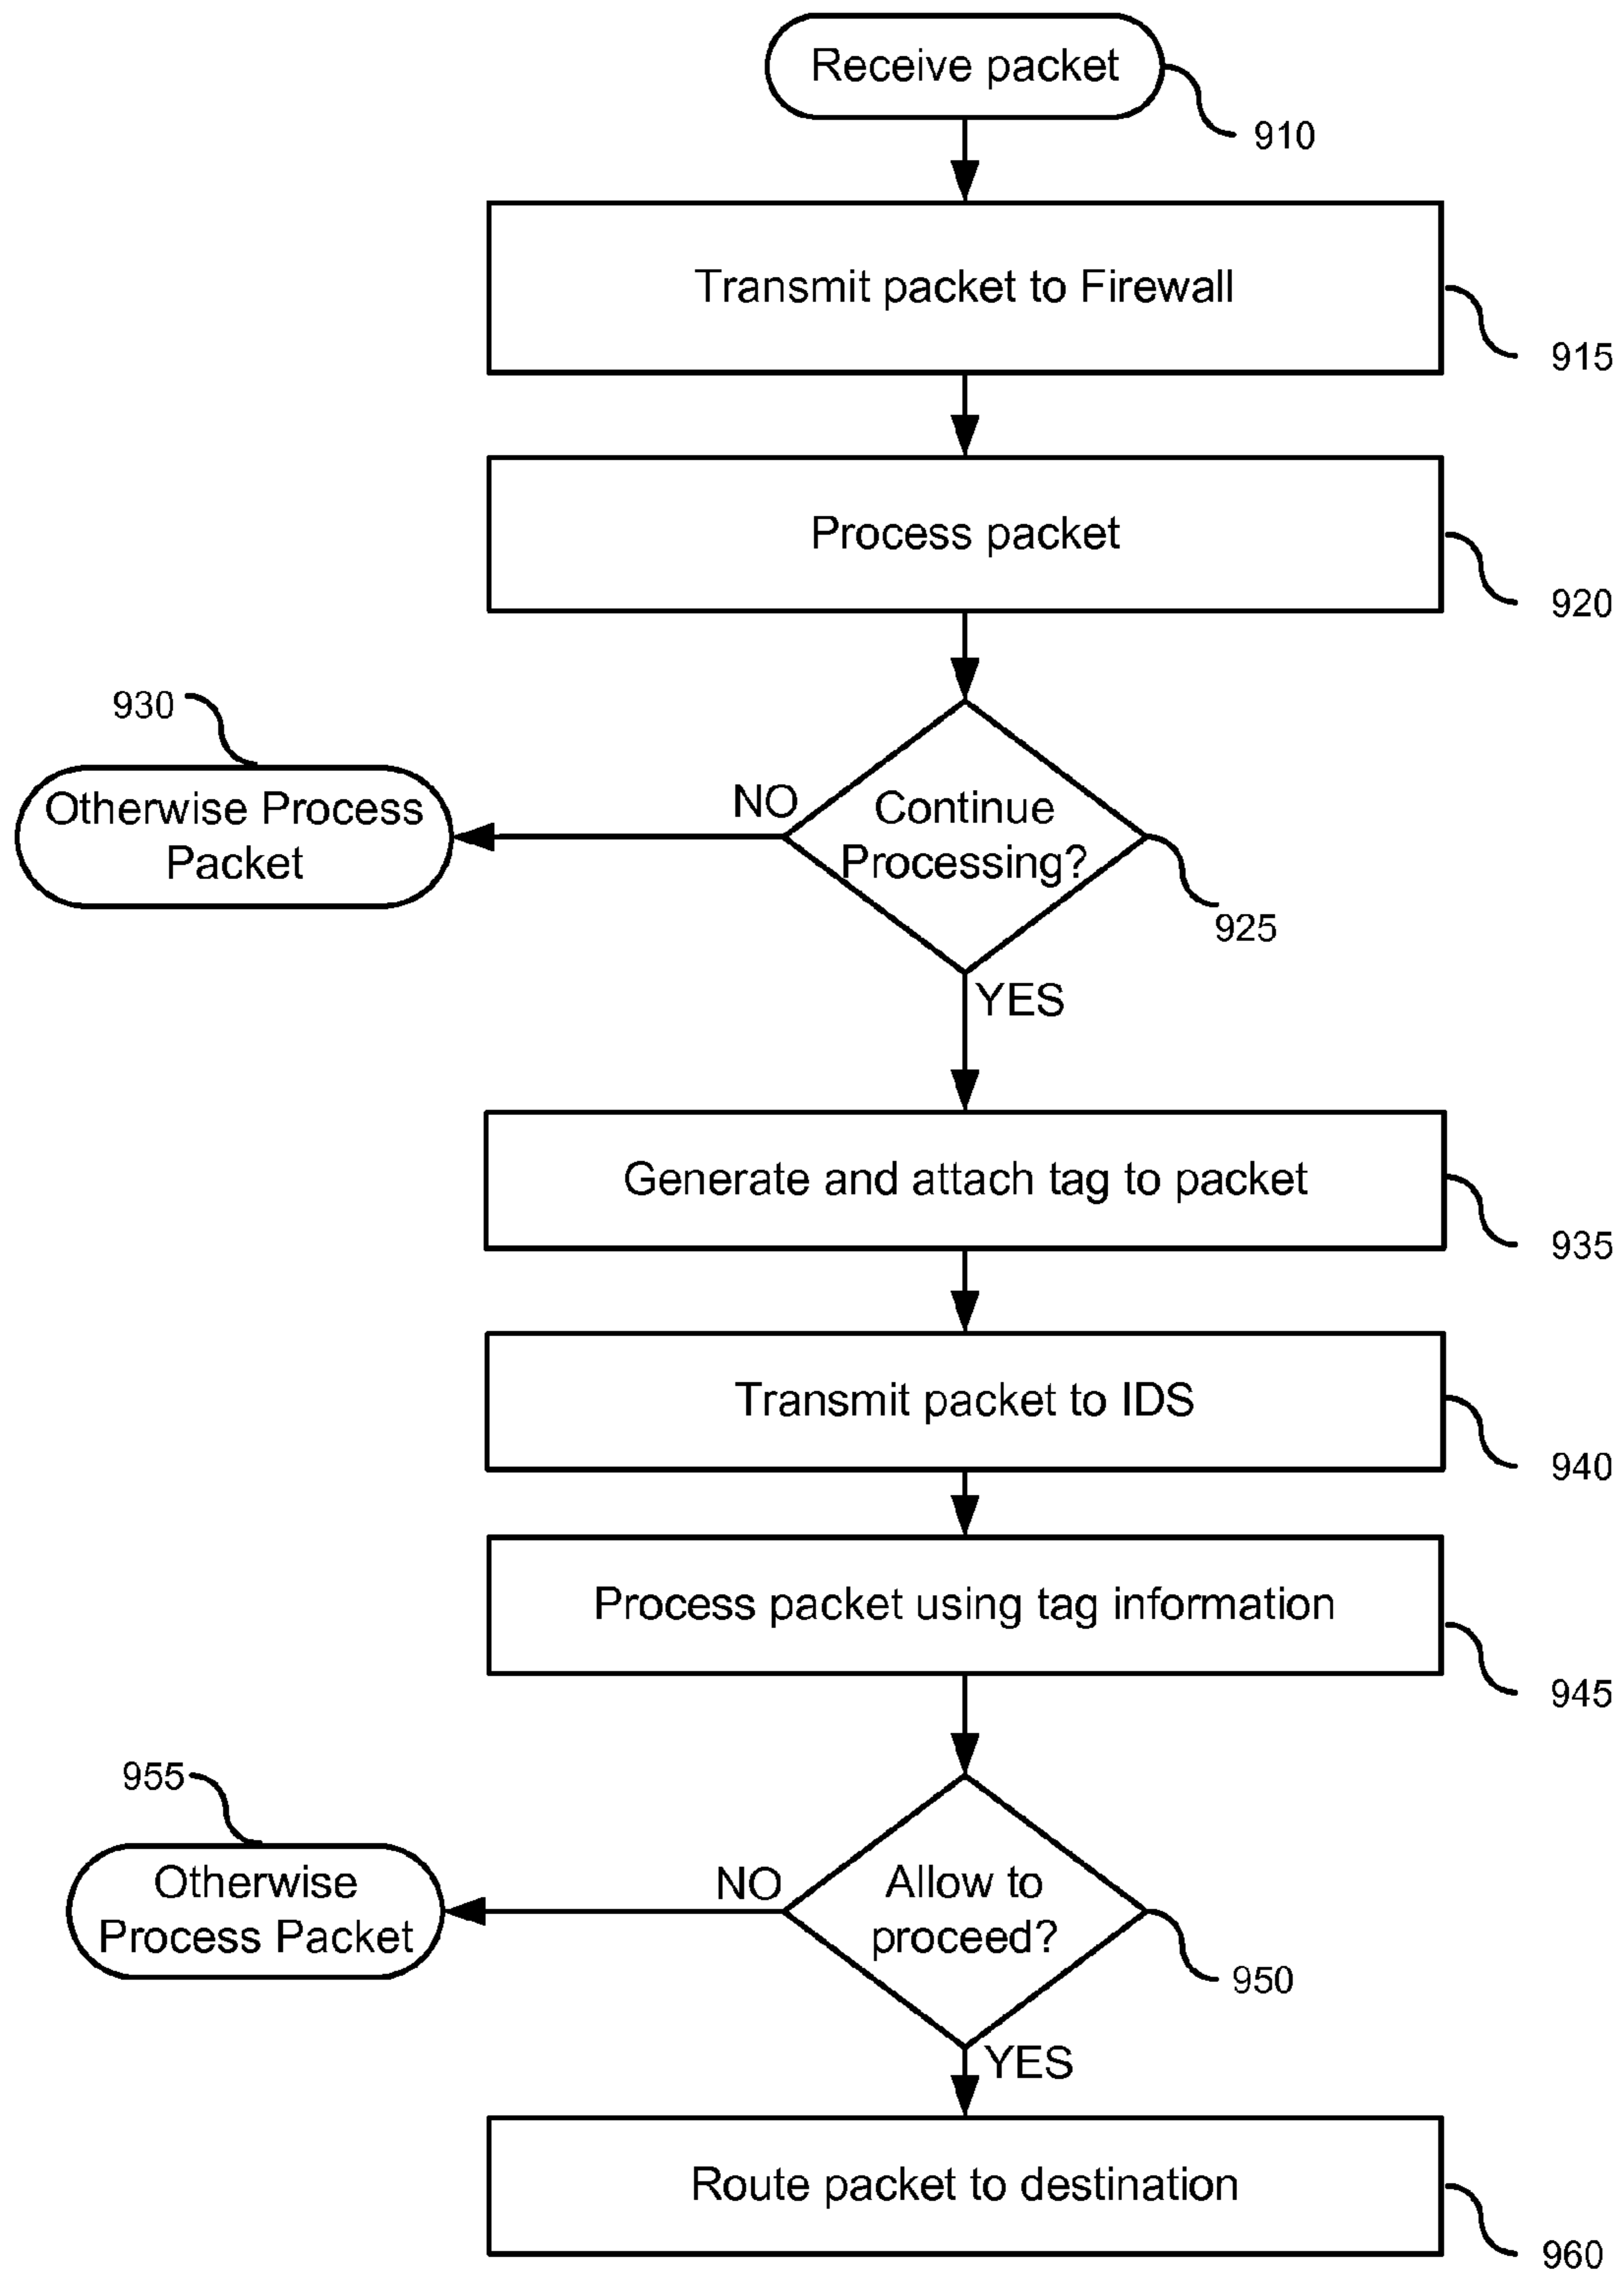 Receive packet
910
Transmit packet to Firewall
915
Process packet
920
930
Otherwise Process
Packet
NO
Continue
Processing?
925
YES
Generate and attach tag to packet
935
Transmit packet to IDS
940
Process packet using tag information
945
955
Otherwise
Process Packet
NO
Allow to
proceed?
950
YES
Route packet to destination
960